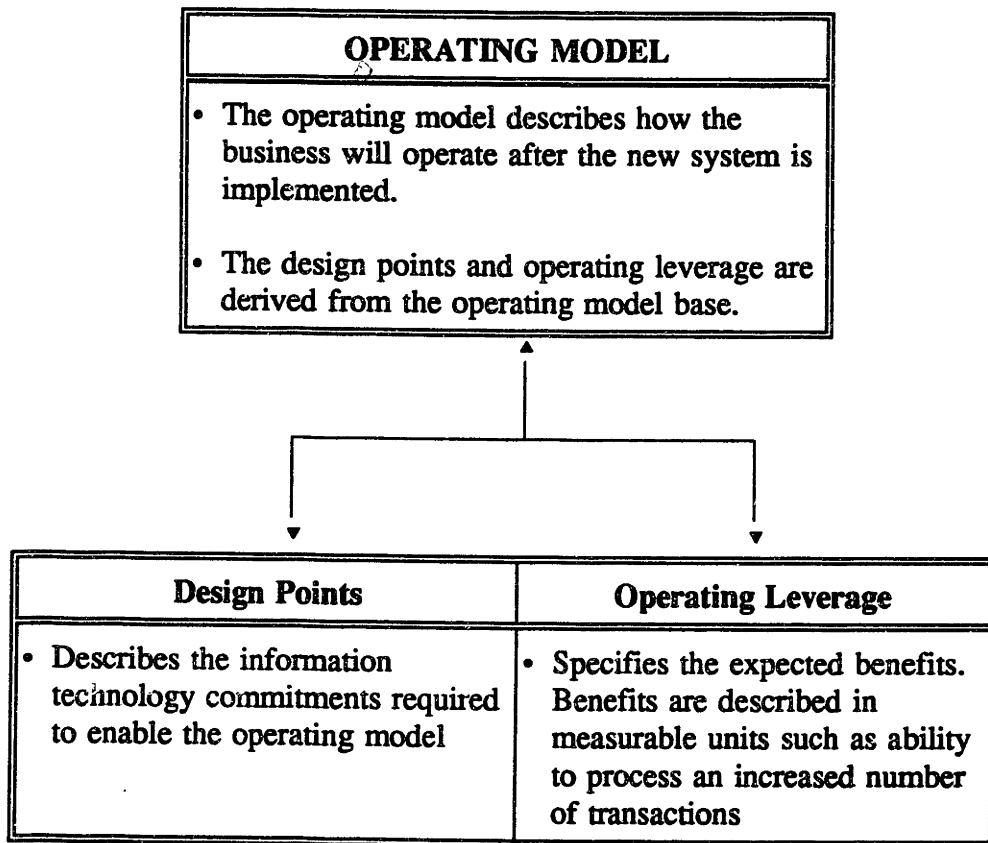 OPERATING MODEL
• The operating model describes how the
business will operate after the new system is
implemented.
• The design points and operating leverage are
derived from the operating model base.
Design Points
• Describes the information
technology commitments required
to enable the operating model
Operating Leverage
• Specifies the expected benefits.
Benefits are described in
measurable units such as ability
to process an increased number
of transactions